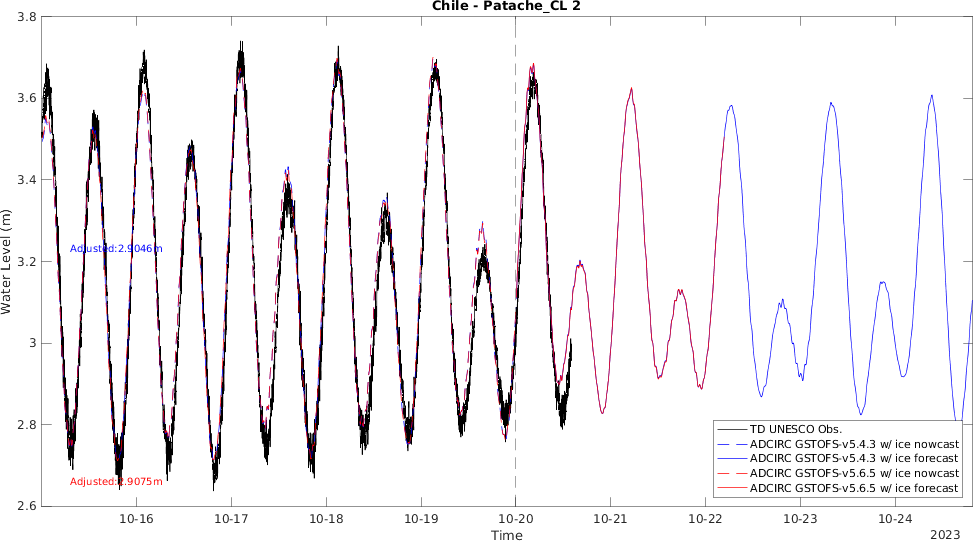 Chile - Patache_CL 2
3.8
3.6
3.4
3.2
3
2.8
2.6
Water Level (m)
Adjusted:2.9046m
Adjusted:2.9075m
TD UNESCO Obs.
ADCIRC GSTOFS-v5.4.3 w/ ice nowcast
ADCIRC GSTOFS-v5.4.3 w/ ice forecast
ADCIRC GSTOFS-v5.6.5 w/ ice nowcast
ADCIRC GSTOFS-v5.6.5 w/ ice forecast
10-16 10-17 10-18 10-19 10-20 10-21 10-22 10-23 10-24
Time
2023